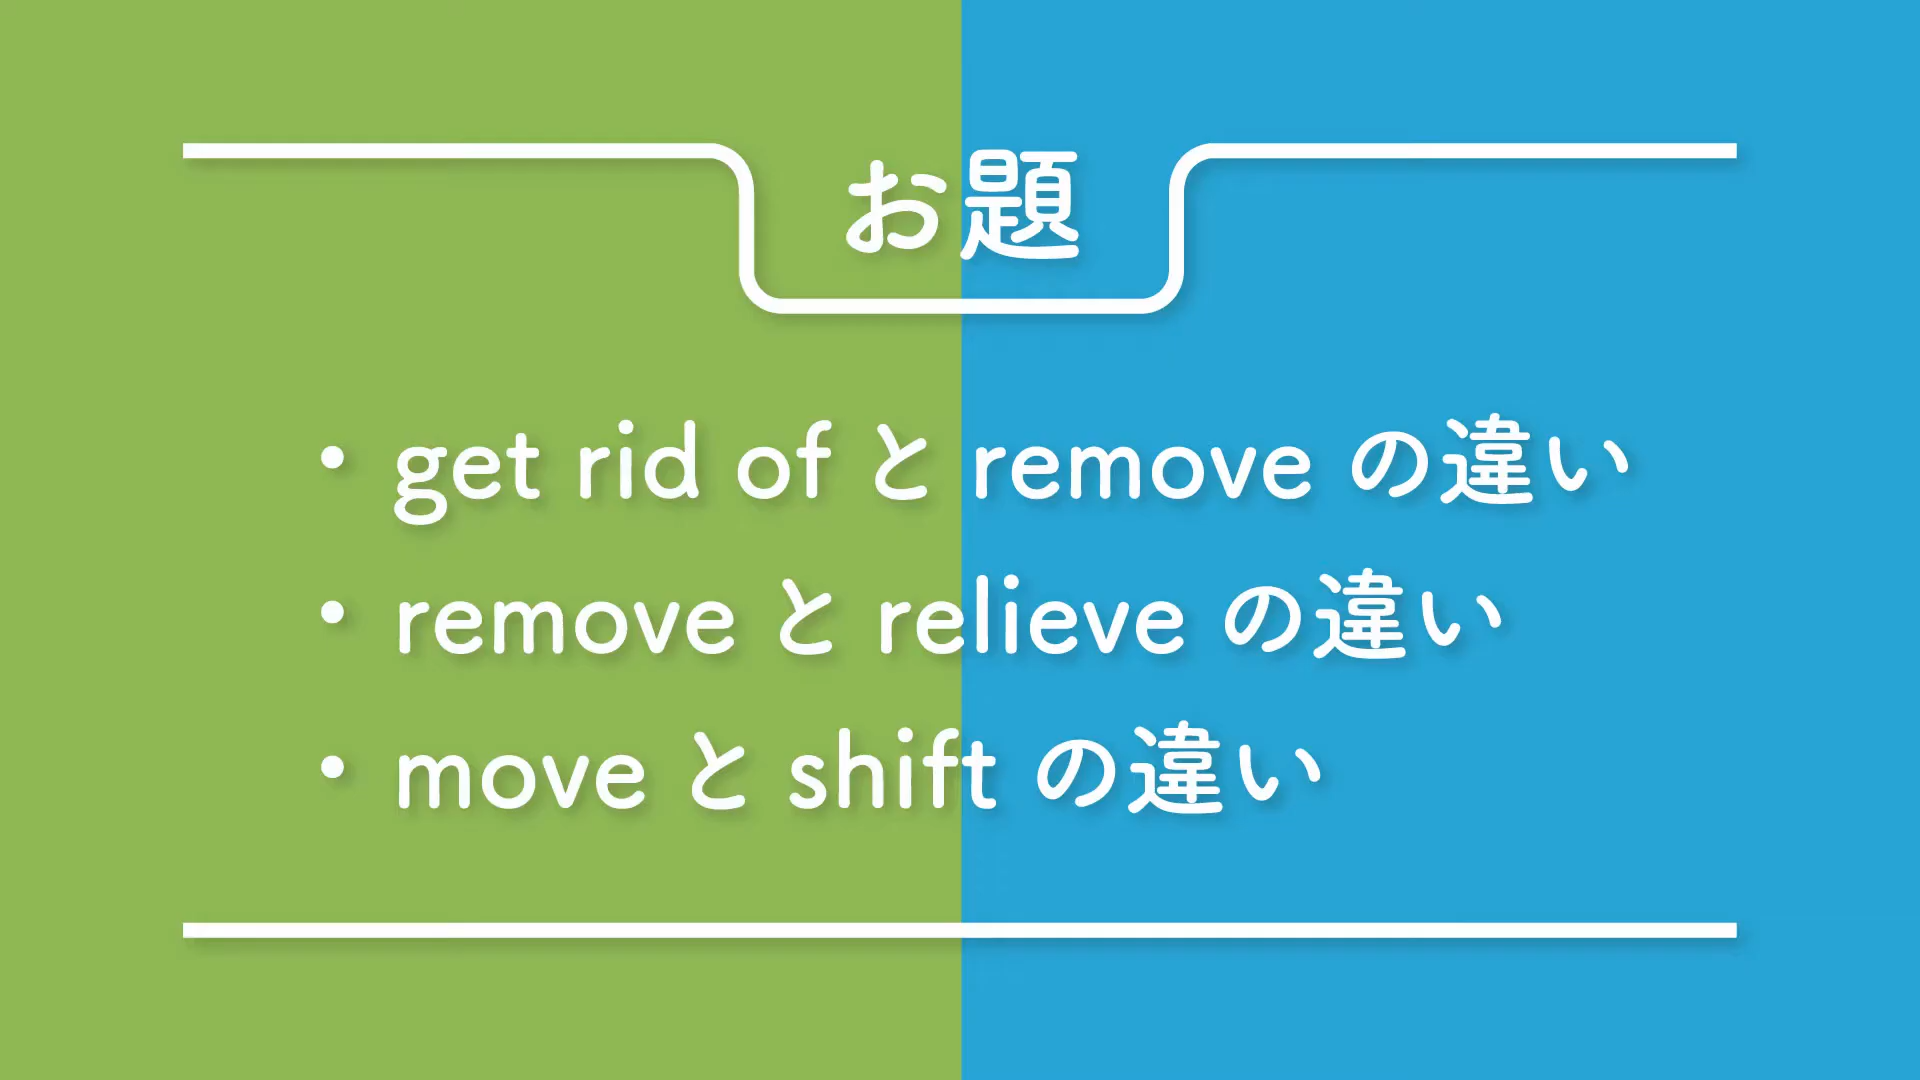 お題
・get rid of と remove の違い
・remove と relieve の違い
・move と shift の違い